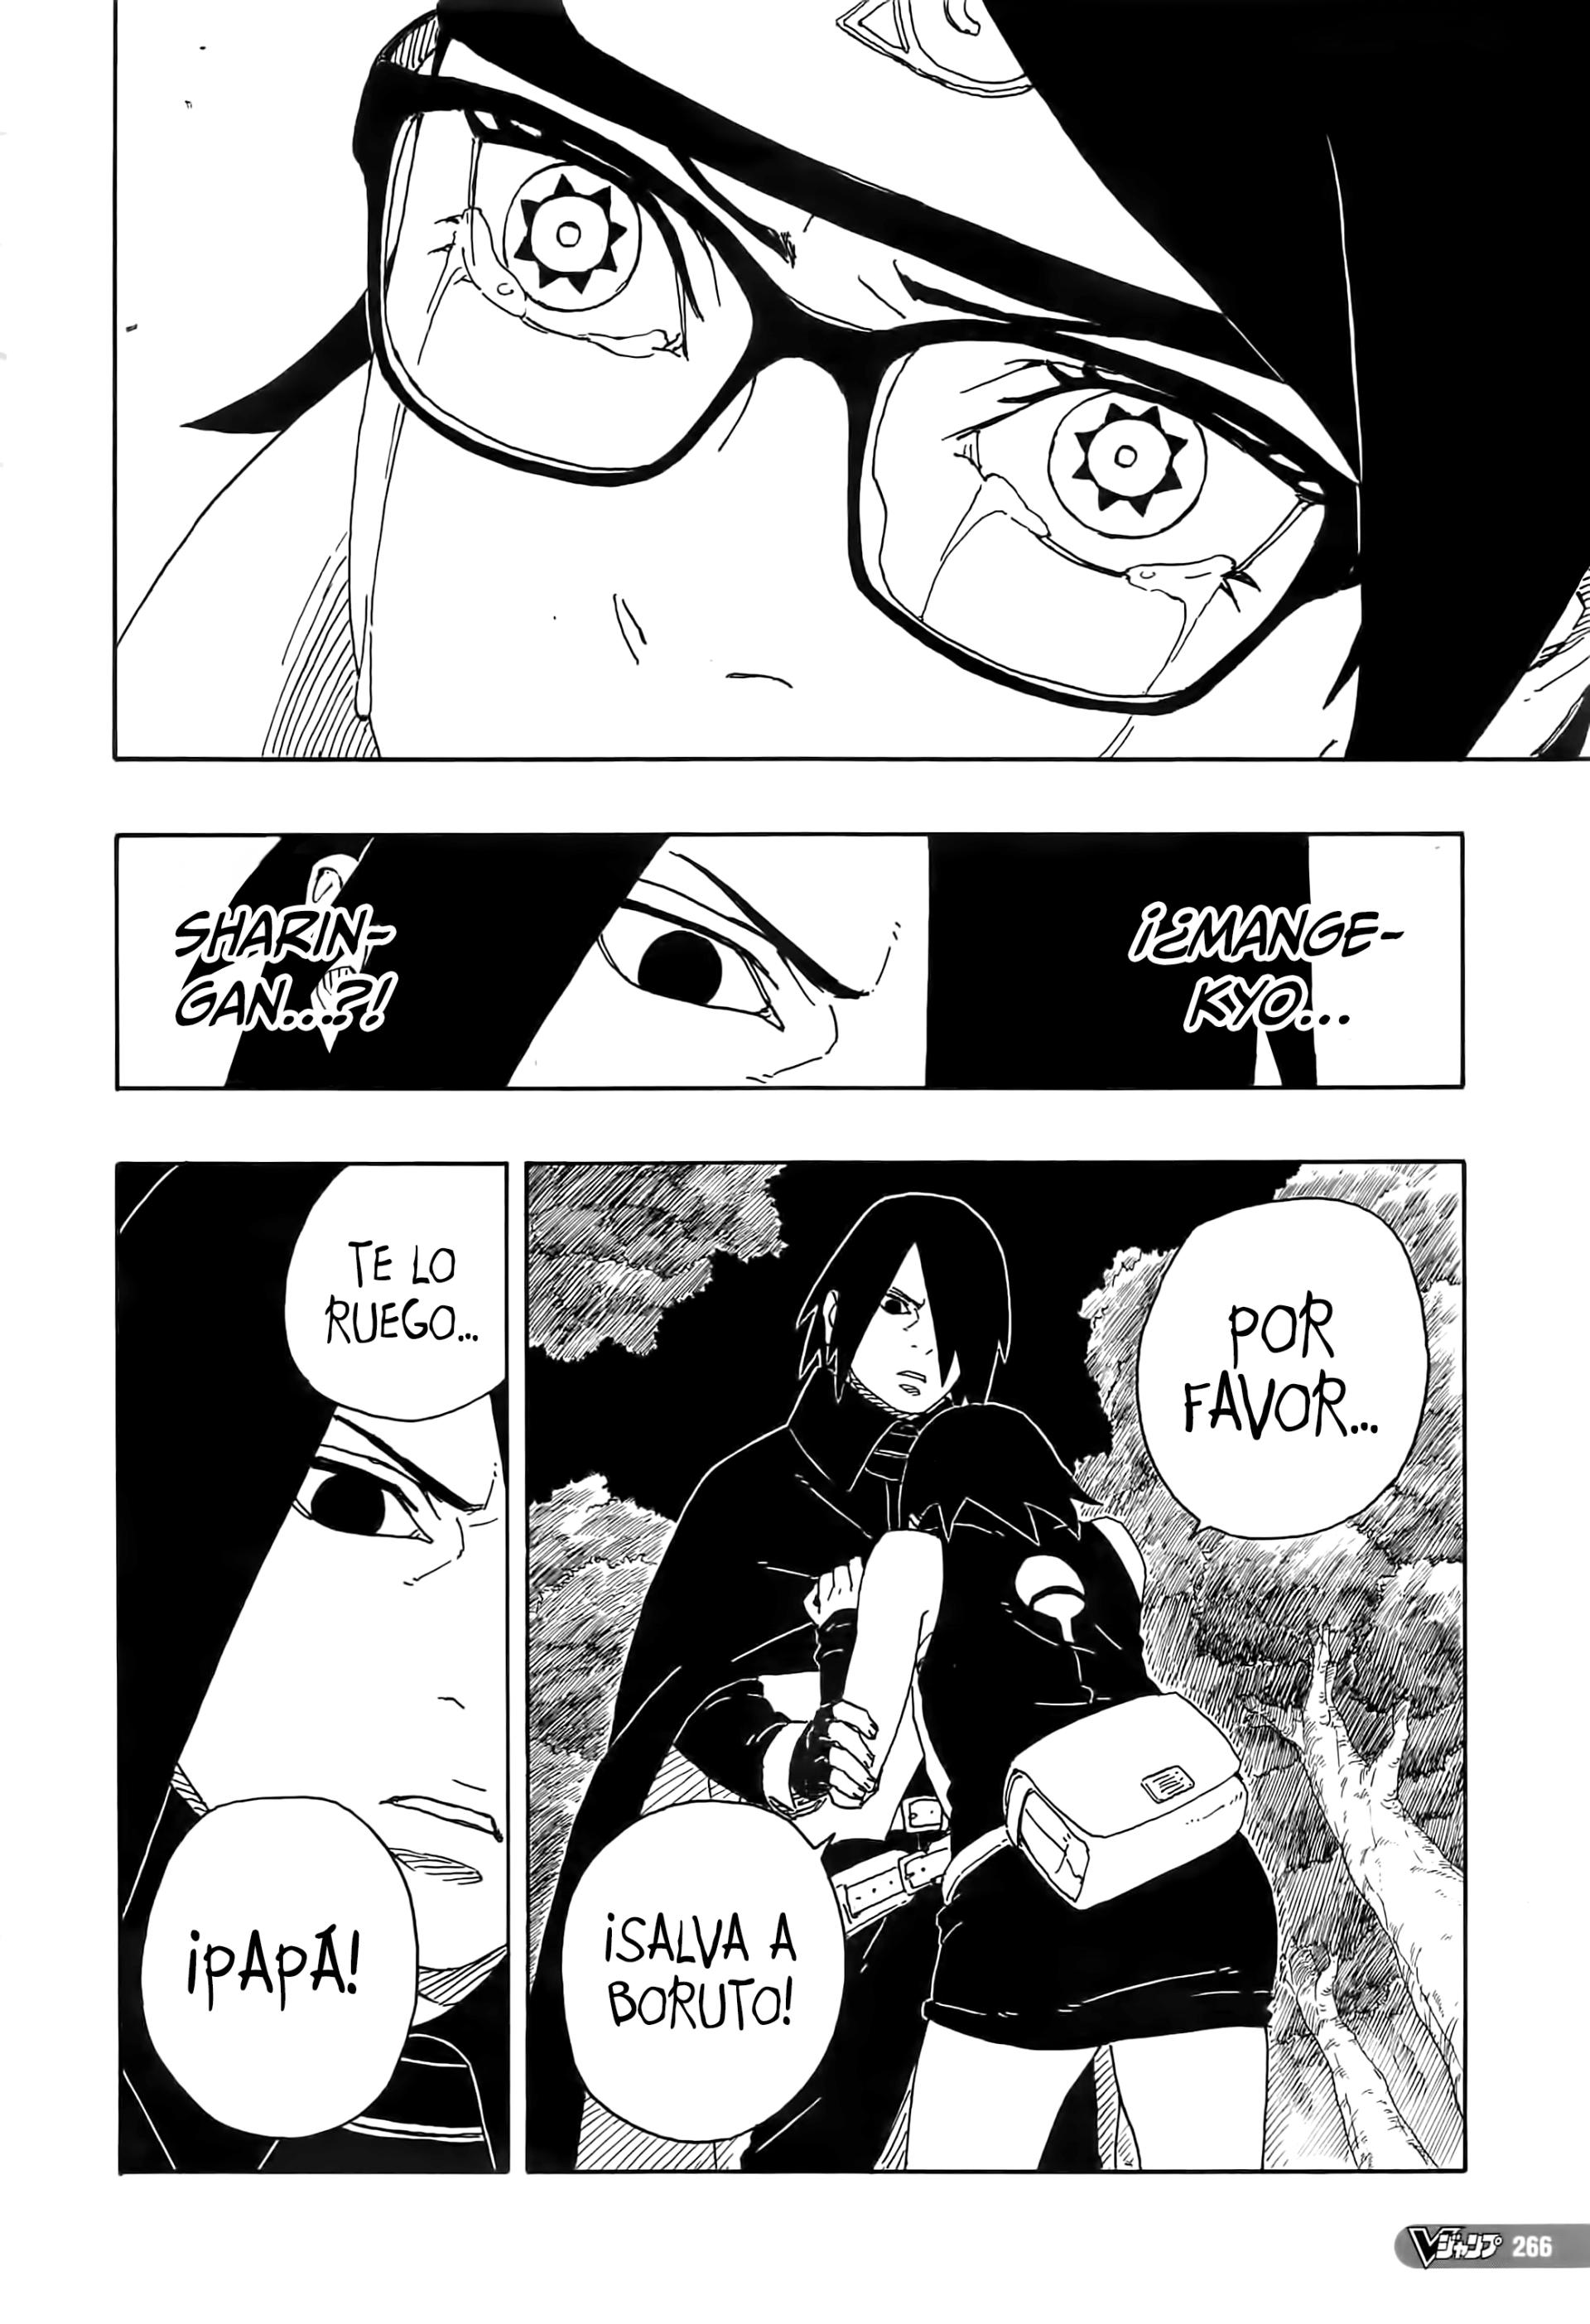 ¡¿MANGE-
KYO...
SHARIN-
GAN...?!
POR
FAVOR...
¡SALVA A
BORUTO!
TE LO
RUEGO...
¡PAPÁ!
Vジャンプ 266